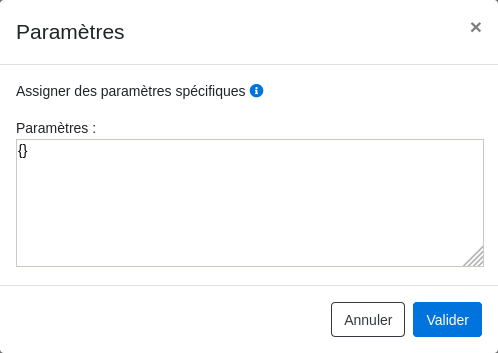 Paramètres
×
Assigner des paramètres spécifiques
Paramètres :
{}
Annuler Valider